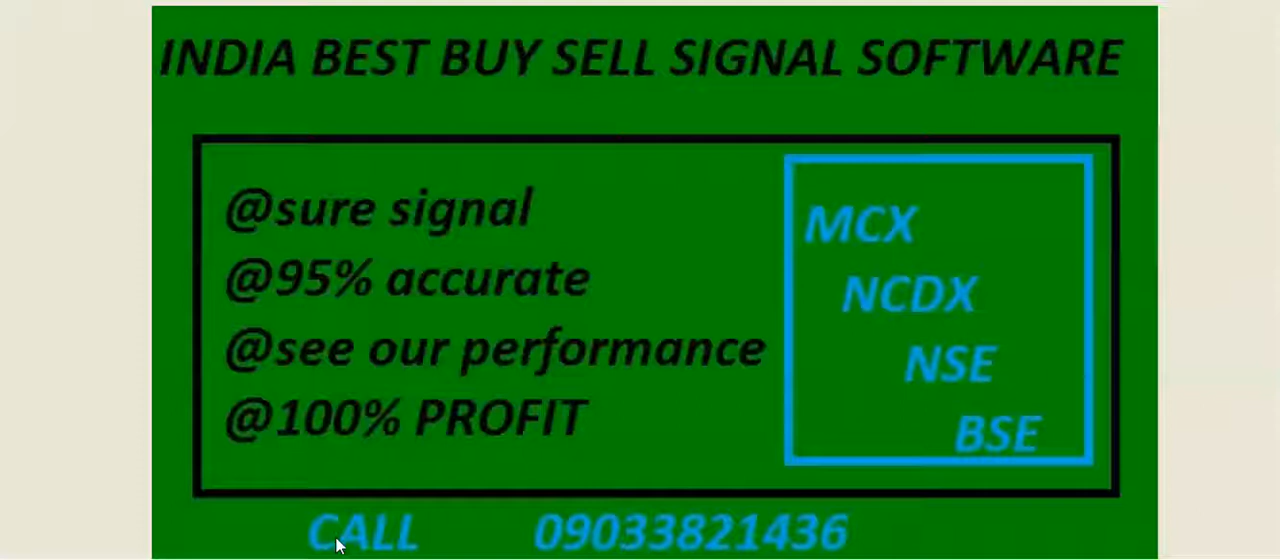 INDIA BEST BUY SELL SIGNAL SOFTWARE
@sure signal
@95% accurate
@see our performance
@100% PROFIT
MCX
NCDX
NSE
BSE
CALL 09033821436